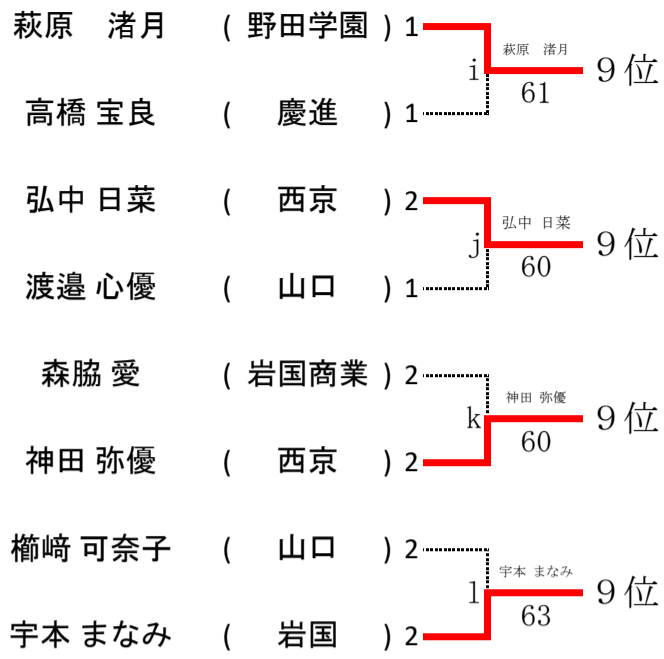 萩原　渚月 ( 野田学園 ) 1
萩原　渚月
i
９位
61
高橋 宝良 ( 慶進 ) 1
弘中 日菜 ( 西京 ) 2
弘中 日菜
j
９位
60
渡邉 心優 ( 山口 ) 1
森脇 愛 ( 岩国商業 ) 2
神田 弥優
k
９位
60
神田 弥優 ( 西京 ) 2
櫛﨑 可奈子 ( 山口 ) 2
宇本 まなみ
l
９位
63
宇本 まなみ ( 岩国 ) 2